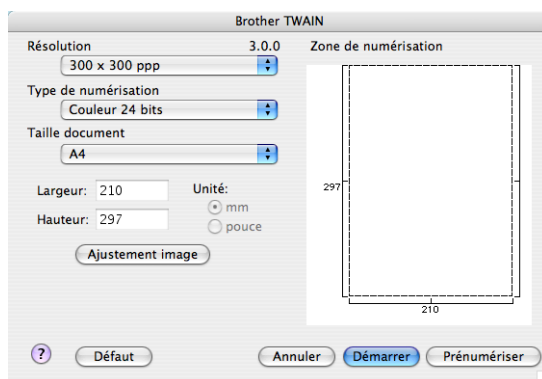 Brother TWAIN
Résolution 3.0.0
300 x 300 ppp
Type de numérisation
Couleur 24 bits
Taille document
A4
Largeur: 210
Hauteur: 297
Unité:
mm
pouce
Ajustement image
Zone de numérisation
297
210
? Défaut Annuler Démarrer Prénumériser